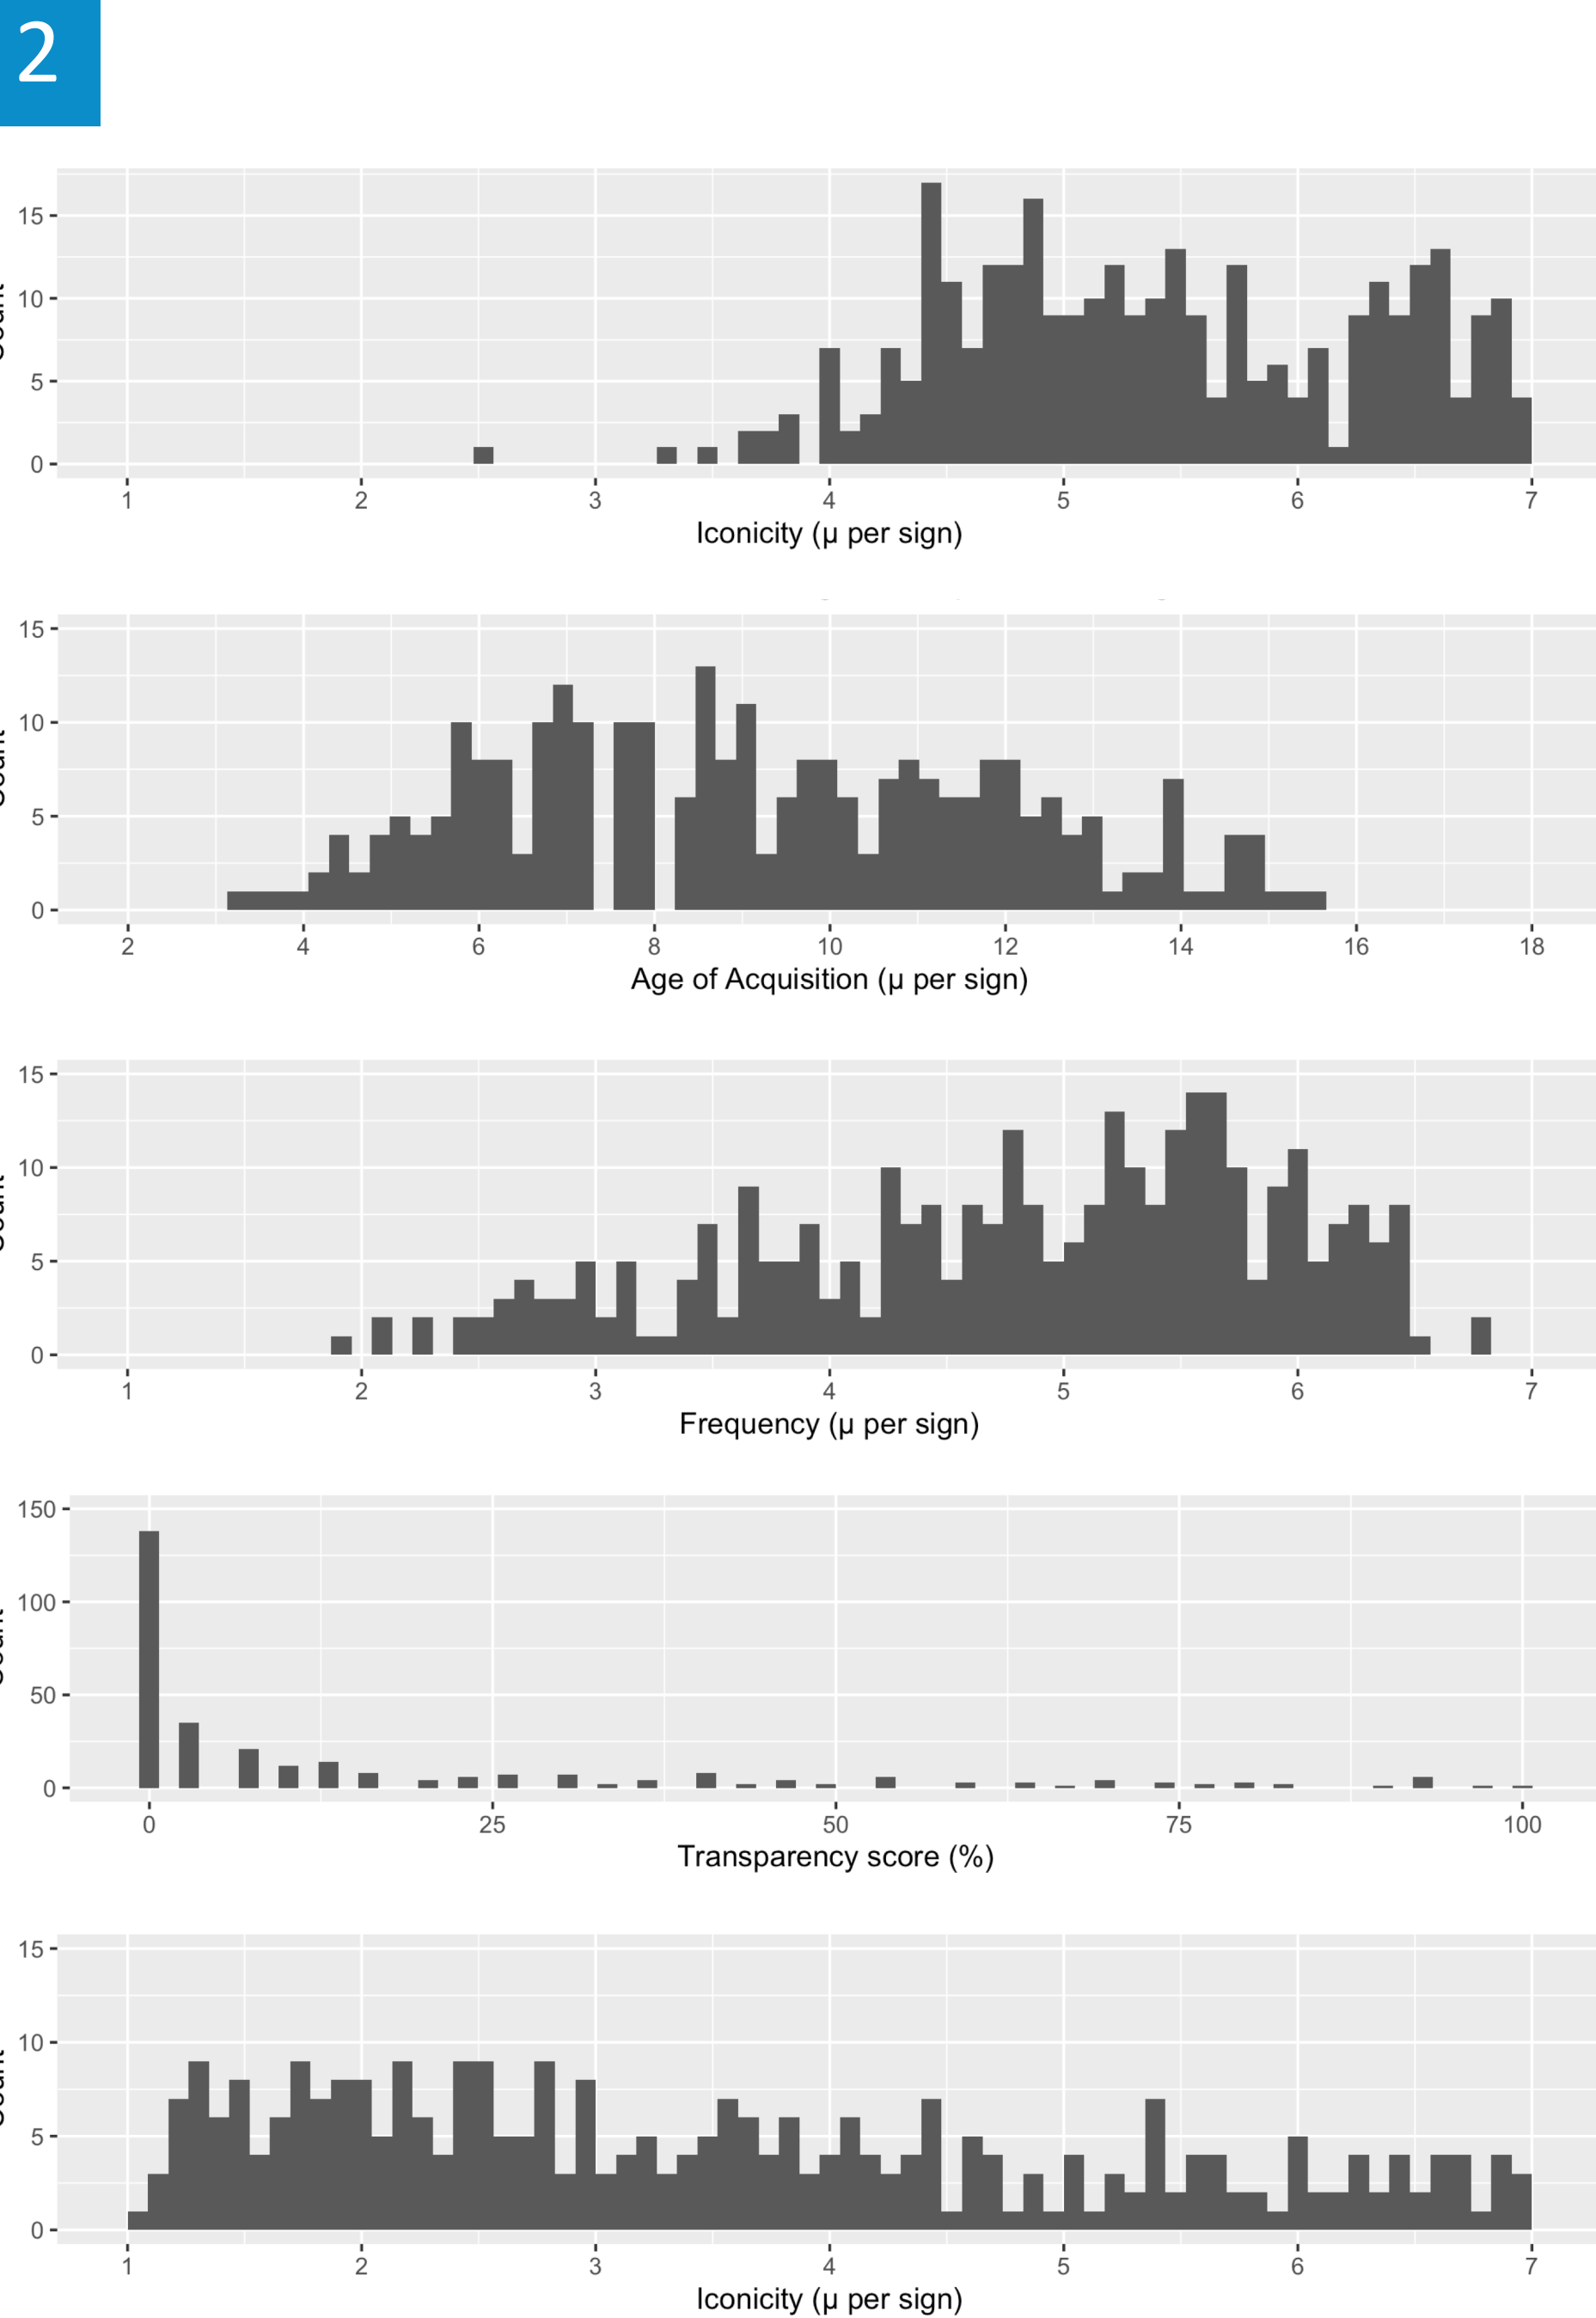 2
15
10
5
0
1 2 3 4 5 6 7
Iconicity (µ per sign)
15
10
5
0
2 4 6 8 10 12 14 16 18
Age of Acquisition (µ per sign)
15
10
5
0
1 2 3 4 5 6 7
Frequency (µ per sign)
150
100
50
0
0 25 50 75 100
Transparency score (%)
15
10
5
0
1 2 3 4 5 6 7
Iconicity (µ per sign)